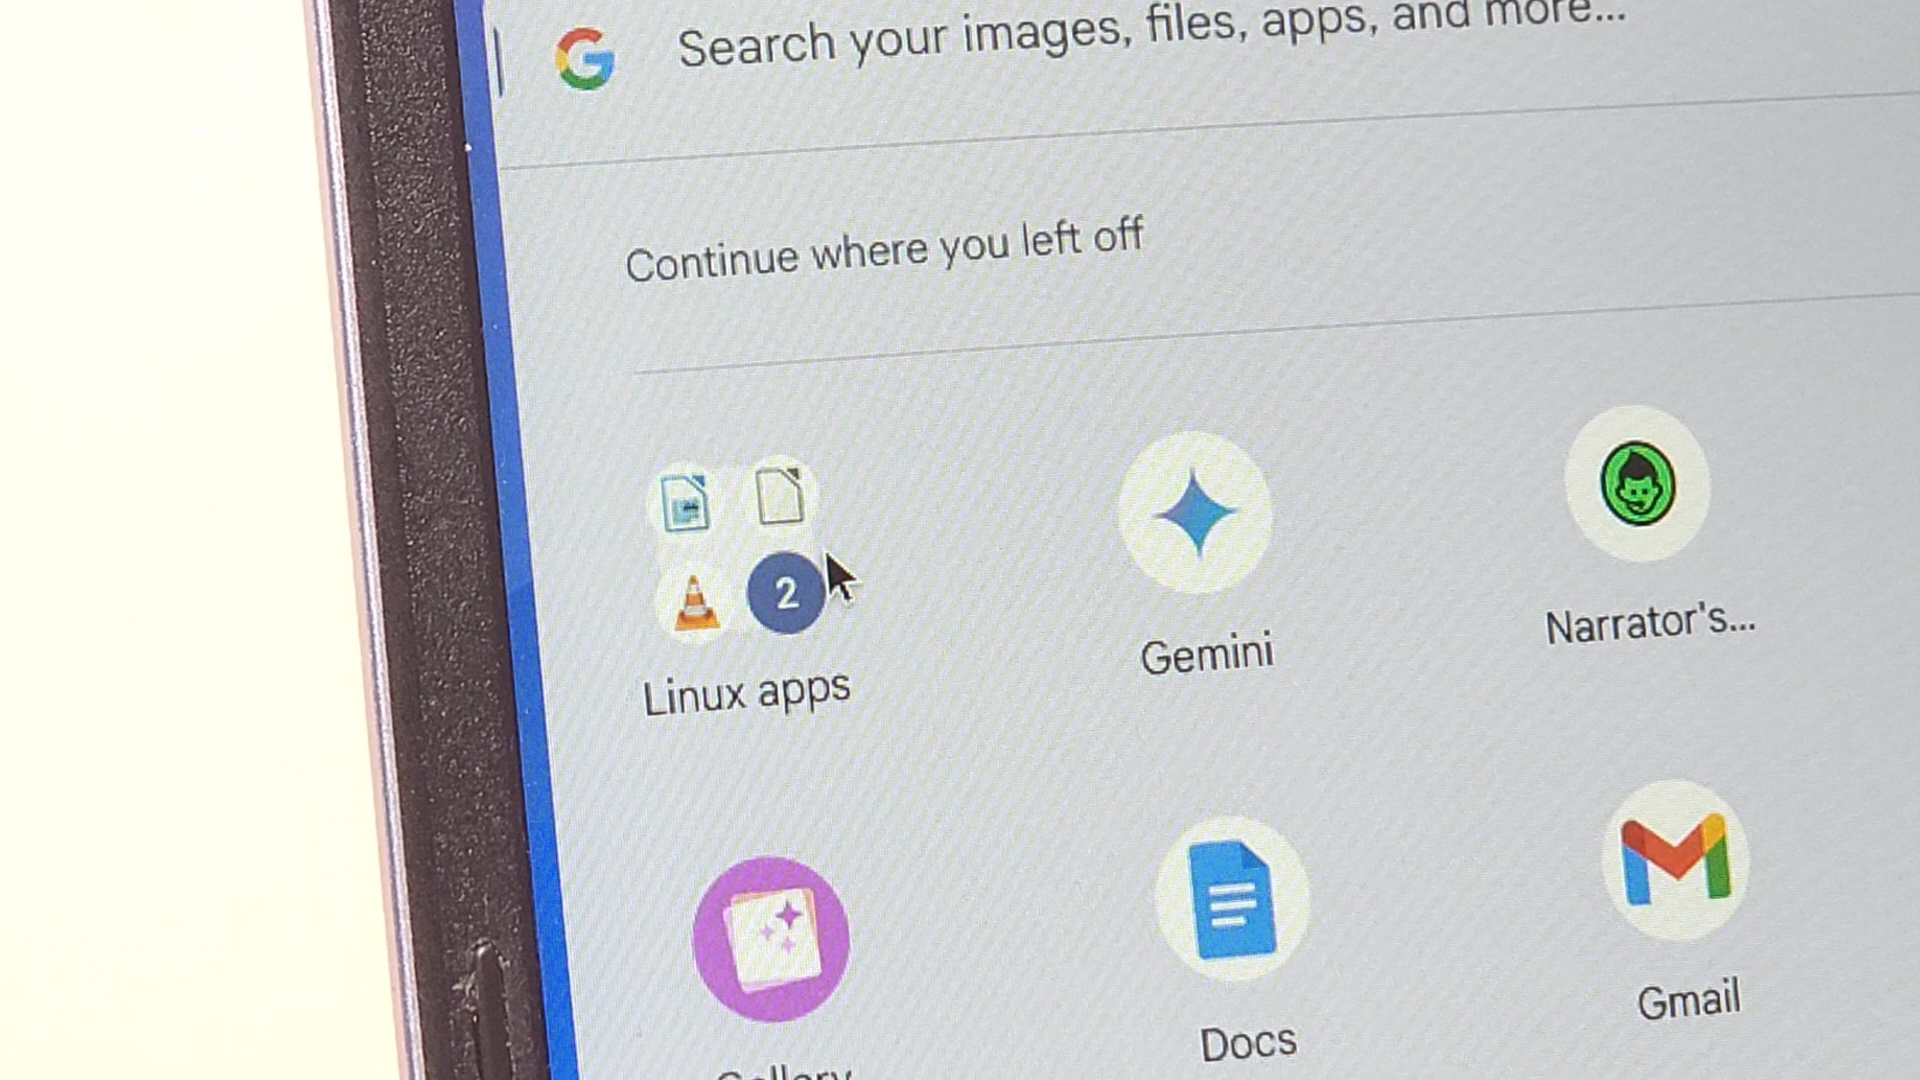 Search your images, files, apps, and more...
Continue where you left off
2
Linux apps
Gemini
Narrator's...
Gallery
Docs
Gmail